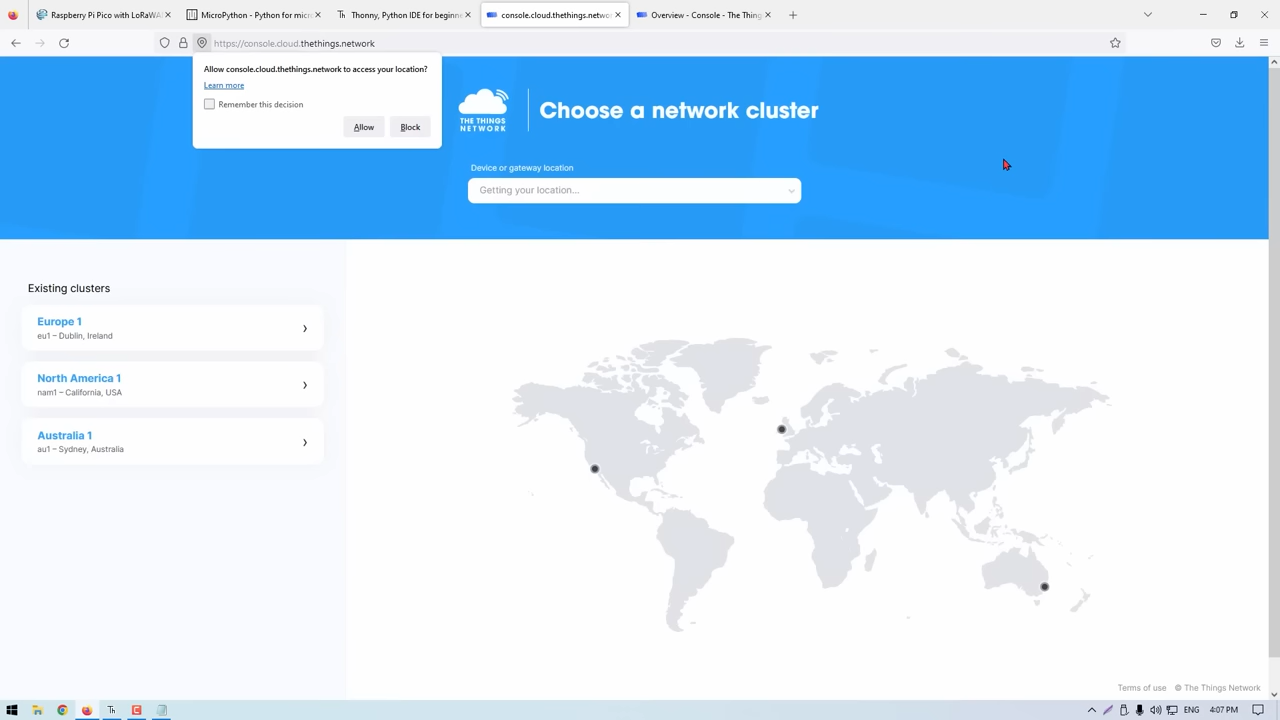 Raspberry Pi Pico with LoRaWA
MicroPython - Python for micr
Thonny, Python IDE for beginne
console.cloud.thethings.networ
Overview - Console - The Thing
https://console.cloud.thethings.network
Allow console.cloud.thethings.network to access your location?
Learn more
Remember this decision
Allow
Block
THE THINGS
NETWORK
Choose a network cluster
Device or gateway location
Getting your location...
Existing clusters
Europe 1
eu1 – Dublin, Ireland
North America 1
nam1 – California, USA
Australia 1
au1 – Sydney, Australia
Terms of use
© The Things Network
ENG
4:07 PM